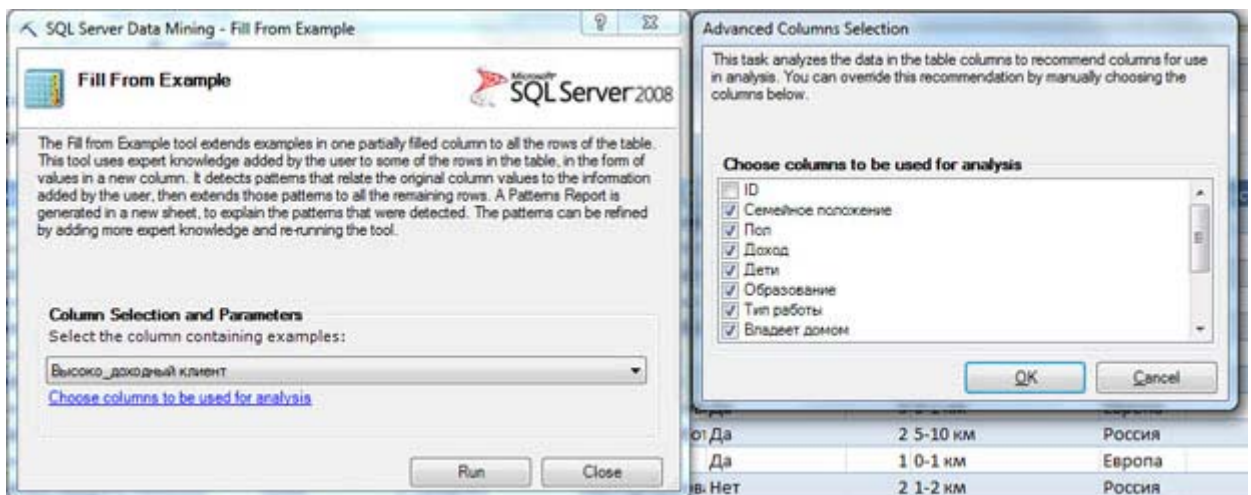 SQL Server Data Mining - Fill From Example
Fill From Example
Microsoft
SQL Server 2008
The Fill from Example tool extends examples in one partially filled column to all the rows of the table.
This tool uses expert knowledge added by the user to some of the rows in the table, in the form of
values in a new column. It detects patterns that relate the original column values to the information
added by the user, then extends those patterns to all the remaining rows. A Patterns Report is
generated in a new sheet, to explain the patterns that were detected. The patterns can be refined
by adding more expert knowledge and re-running the tool.
Column Selection and Parameters
Select the column containing examples:
Высоко_доходный клиент
Choose columns to be used for analysis
Run
Close
Advanced Columns Selection
This task analyzes the data in the table columns to recommend columns for use
in analysis. You can override this recommendation by manually choosing the
columns below.
Choose columns to be used for analysis
ID
Семейное положение
Пол
Доход
Дети
Образование
Тип работы
Владеет домом
OK
Cancel
Да 2 5-10 км Россия
Да 1 0-1 км Европа
Нет 2 1-2 км Россия